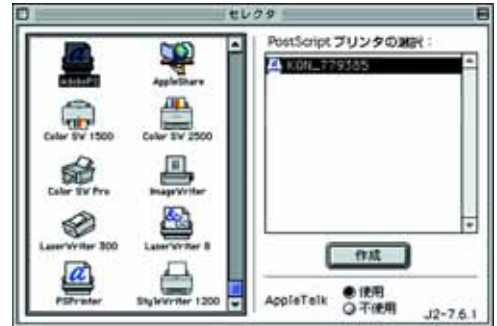 セレクタ
PostScript プリンタの選択：
KON_779385
AdobePS
AppleShare
Color SW 1500
Color SW 2500
Color SW Pro
ImageWriter
LaserWriter 300
LaserWriter 8
PSPrinter
StyleWriter 1200
作成
AppleTalk
使用
不使用
J2-7.6.1